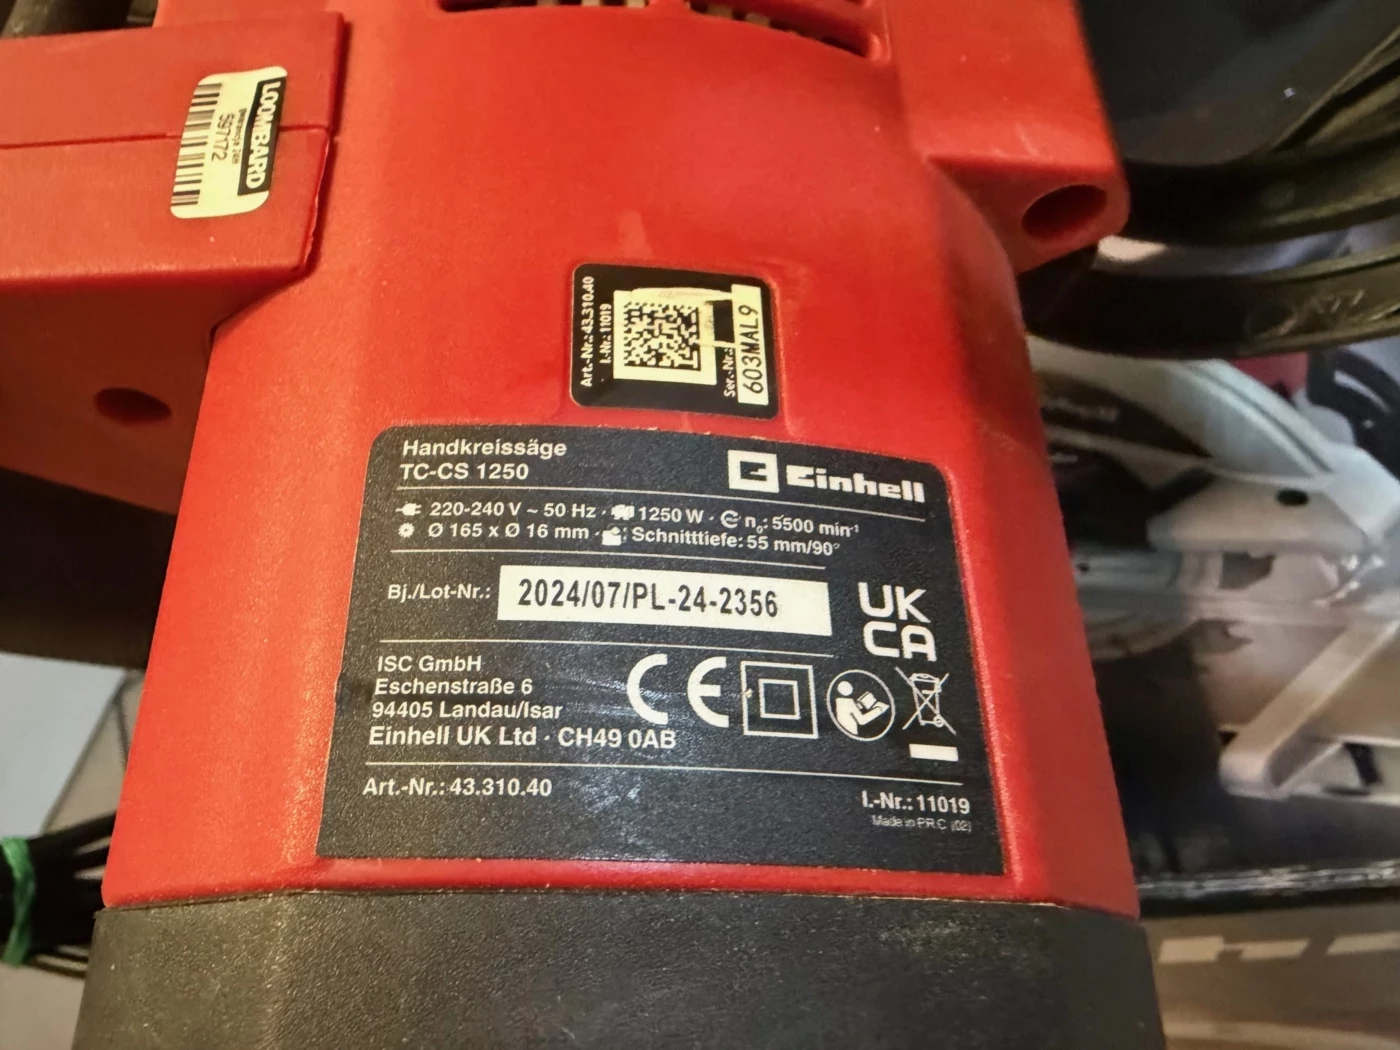 LOOMBARD
597172
Art.-Nr.: 43.310.40
I.-Nr.: 11019
Ser.-Nr.:
603MAL9
Handkreissäge
TC-CS 1250
Einhell
220-240 V ~ 50 Hz · 1250 W · n₀: 5500 min⁻¹
Ø 165 x Ø 16 mm · Schnitttiefe: 55 mm/90°
Bj./Lot-Nr.: 2024/07/PL-24-2356
UK
CA
ISC GmbH
Eschenstraße 6
94405 Landau/Isar
Einhell UK Ltd · CH49 0AB
CE
Art.-Nr.: 43.310.40
I.-Nr.: 11019
Made in P.R.C. (02)